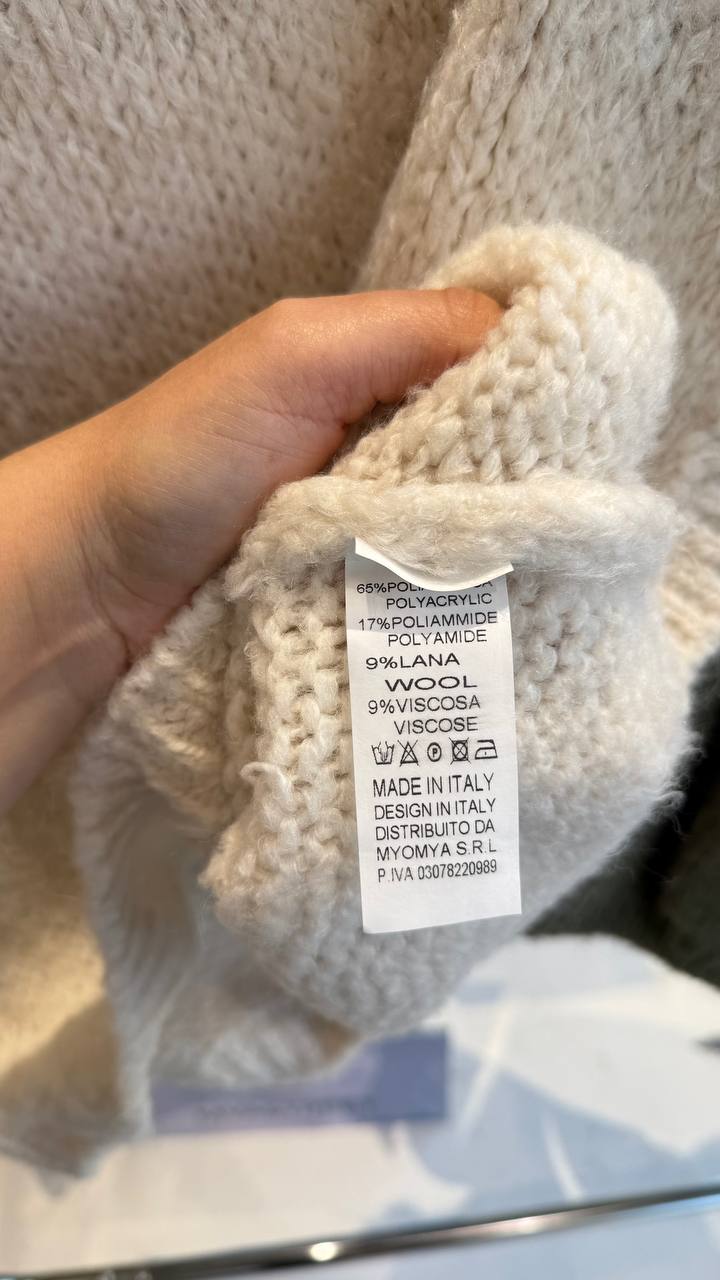 POLYACRYLIC
17%POLIAMMIDE
POLYAMIDE
9%LANA
WOOL
9%VISCOSA
VISCOSE
P
MADE IN ITALY
DESIGN IN ITALY
DISTRIBUITO DA
MYOMYA S.R.L
P.IVA 03078220989